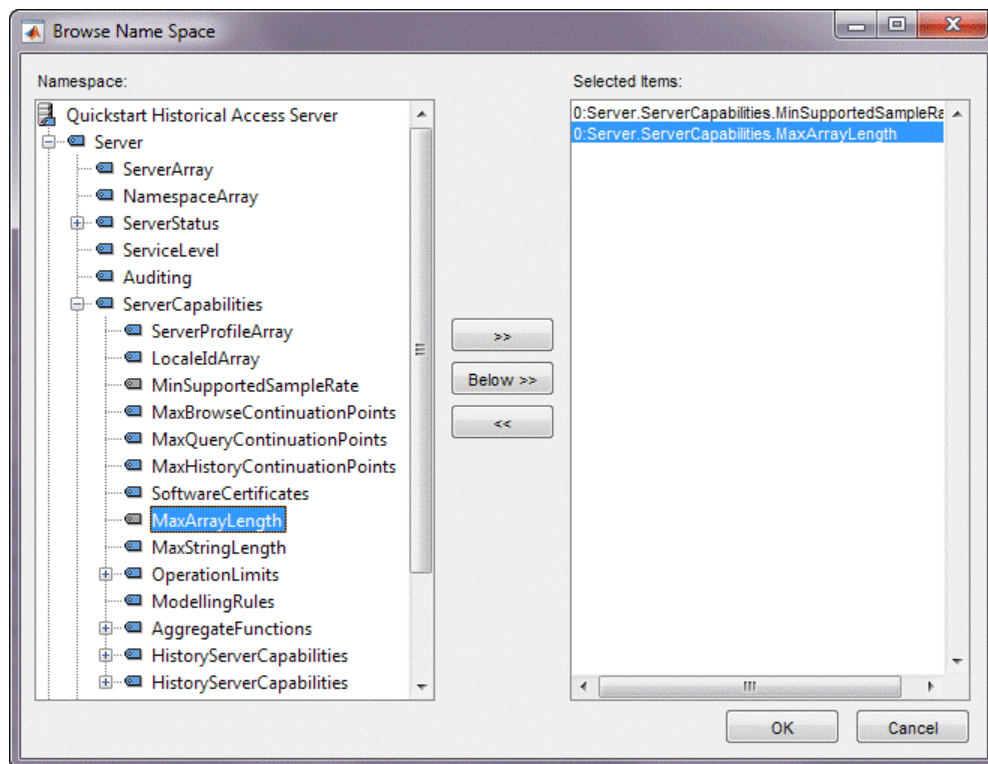 Browse Name Space
Namespace:
Quickstart Historical Access Server
Server
ServerArray
NamespaceArray
ServerStatus
ServiceLevel
Auditing
ServerCapabilities
ServerProfileArray
LocaleIdArray
MinSupportedSampleRate
MaxBrowseContinuationPoints
MaxQueryContinuationPoints
MaxHistoryContinuationPoints
SoftwareCertificates
MaxArrayLength
MaxStringLength
OperationLimits
ModellingRules
AggregateFunctions
HistoryServerCapabilities
HistoryServerCapabilities
>>
Below >>
<<
Selected Items:
0:Server.ServerCapabilities.MinSupportedSampleRa
0:Server.ServerCapabilities.MaxArrayLength
OK
Cancel